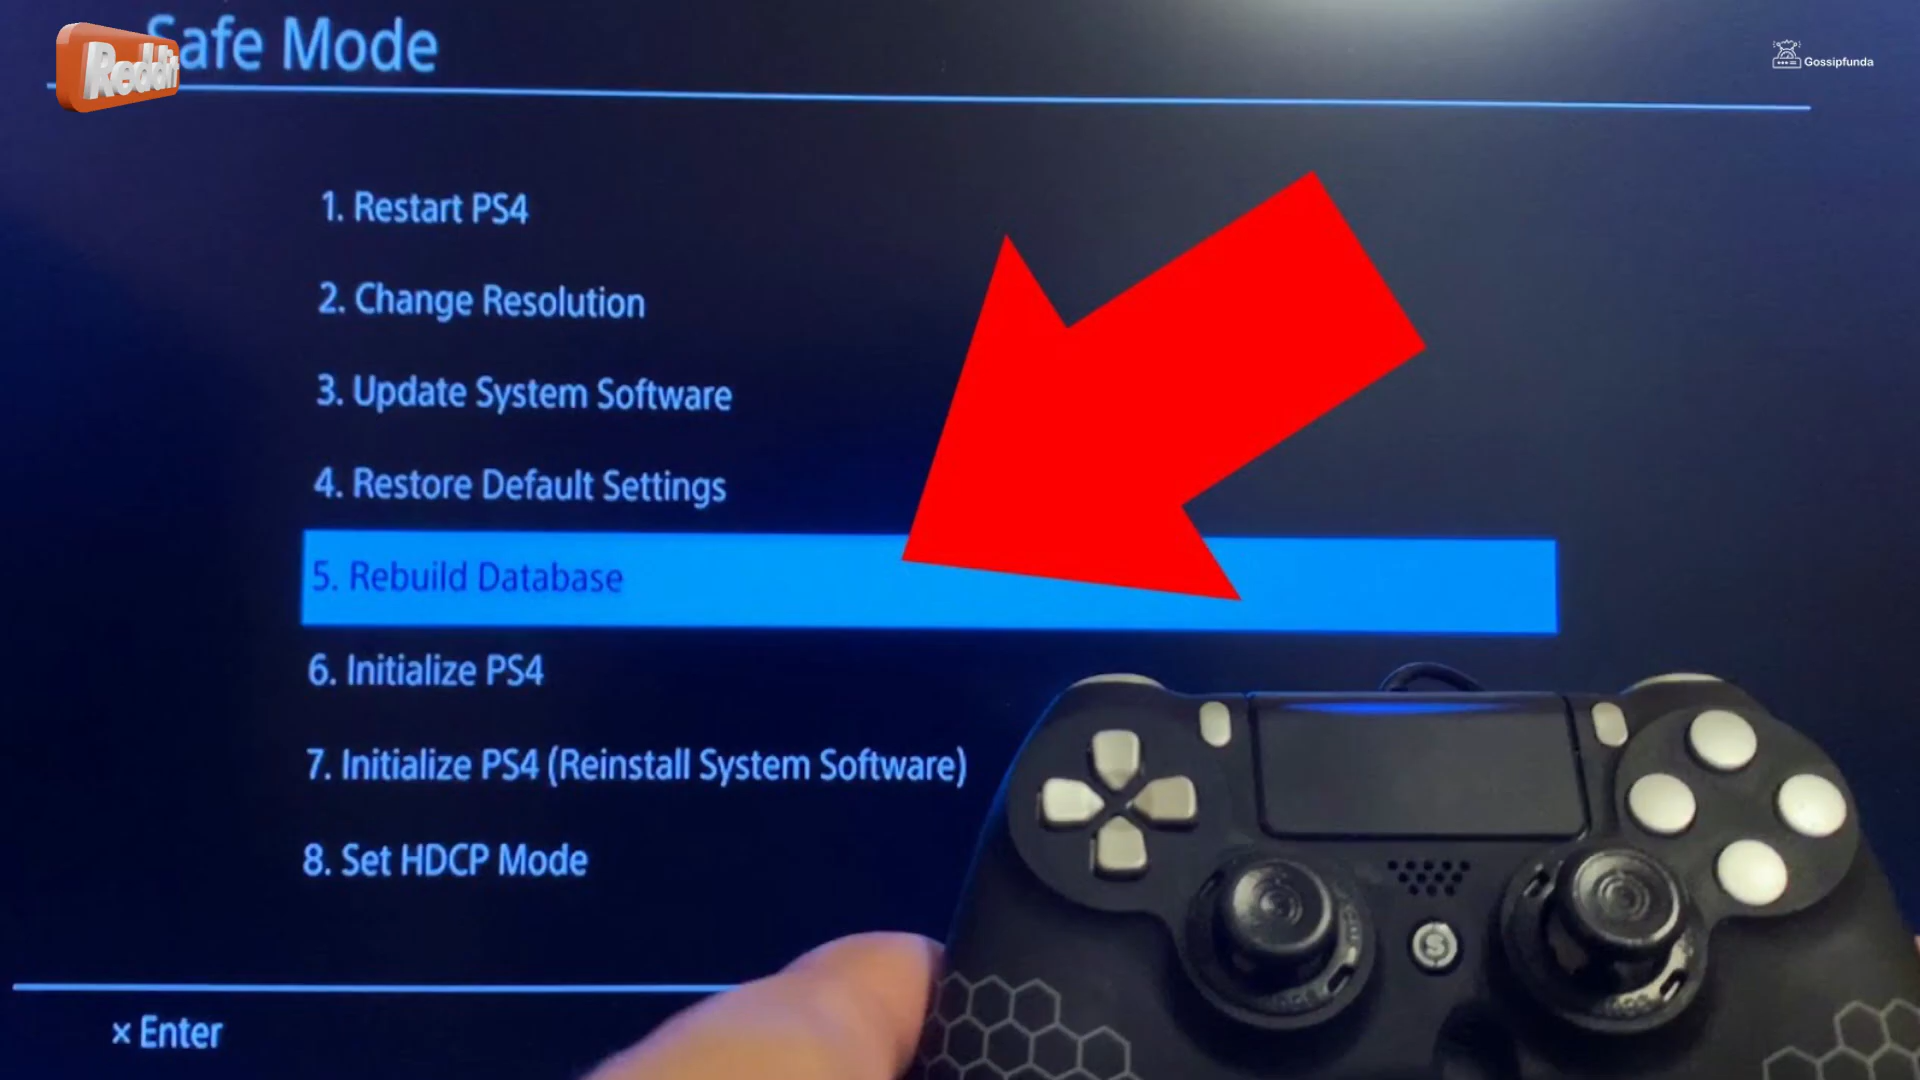 Safe Mode
Reddit
Gossipfunda
1. Restart PS4
2. Change Resolution
3. Update System Software
4. Restore Default Settings
5. Rebuild Database
6. Initialize PS4
7. Initialize PS4 (Reinstall System Software)
8. Set HDCP Mode
× Enter
S